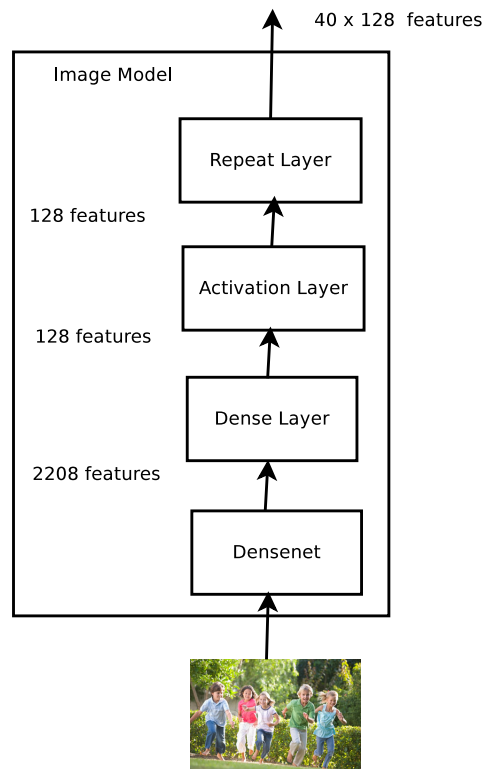 40 x 128 features
Image Model
Repeat Layer
128 features
Activation Layer
128 features
Dense Layer
2208 features
Densenet